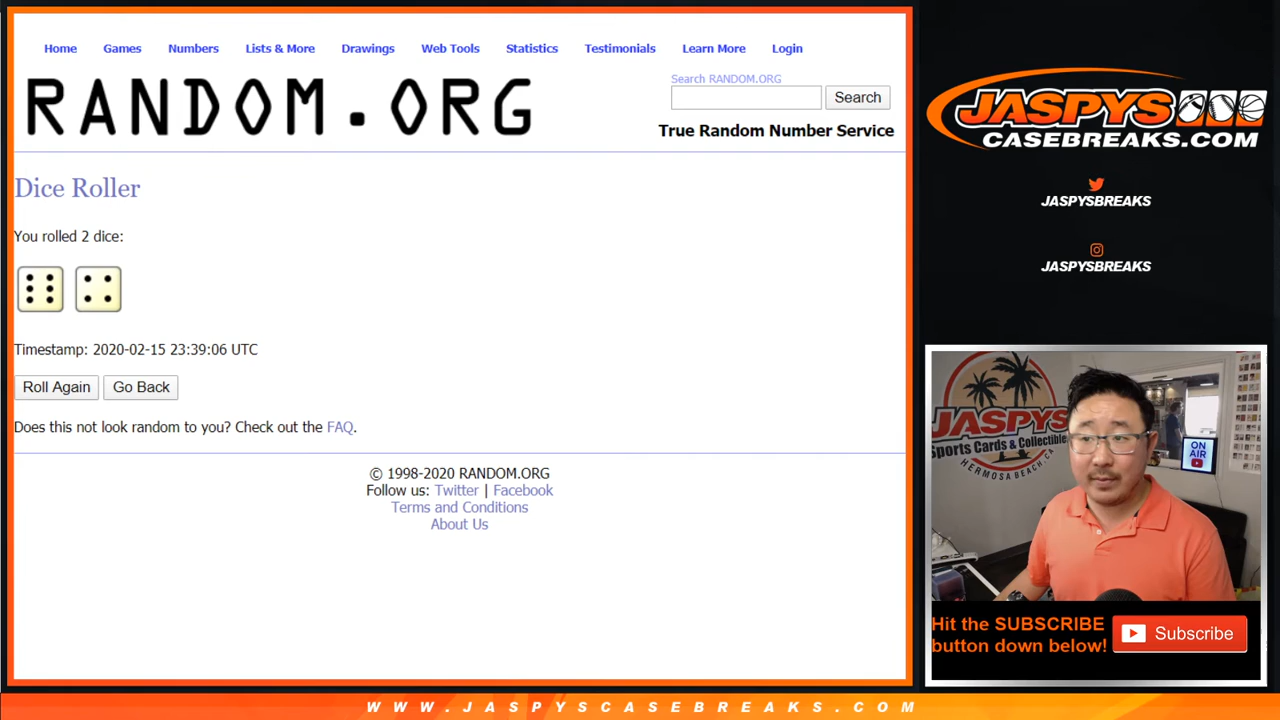 Home Games Numbers Lists & More Drawings Web Tools Statistics Testimonials Learn More Login
RANDOM.ORG
Search RANDOM.ORG
Search
True Random Number Service
Dice Roller
You rolled 2 dice:
Timestamp: 2020-02-15 23:39:06 UTC
Roll Again Go Back
Does this not look random to you? Check out the FAQ.
© 1998-2020 RANDOM.ORG
Follow us: Twitter | Facebook
Terms and Conditions
About Us
JASPYS
CASEBREAKS.COM
JASPYSBREAKS
JASPYSBREAKS
JASPYS
Sports Cards & Collectible
HERMOSA BEACH, CA
ON
AIR
Hit the SUBSCRIBE
button down below!
Subscribe
WWW.JASPYSCASEBREAKS.COM